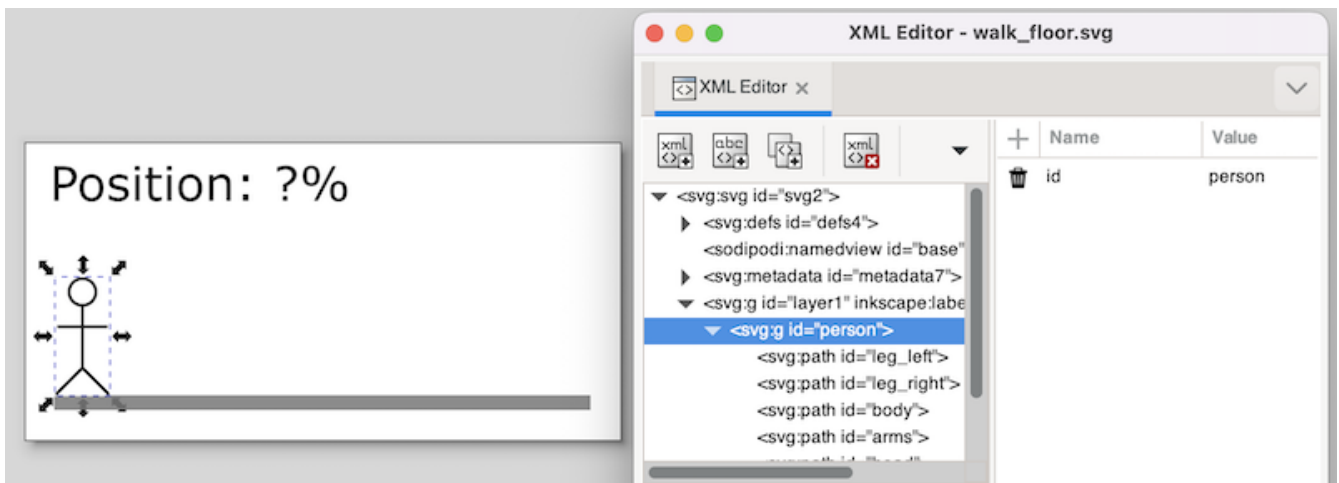 Position: ?%
XML Editor - walk_floor.svg
XML Editor
Name Value
id person
<svg:svg id="svg2">
<svg:defs id="defs4">
<sodipodi:namedview id="base"
<svg:metadata id="metadata7">
<svg:g id="layer1" inkscape:labe
<svg:g id="person">
<svg:path id="leg_left">
<svg:path id="leg_right">
<svg:path id="body">
<svg:path id="arms">